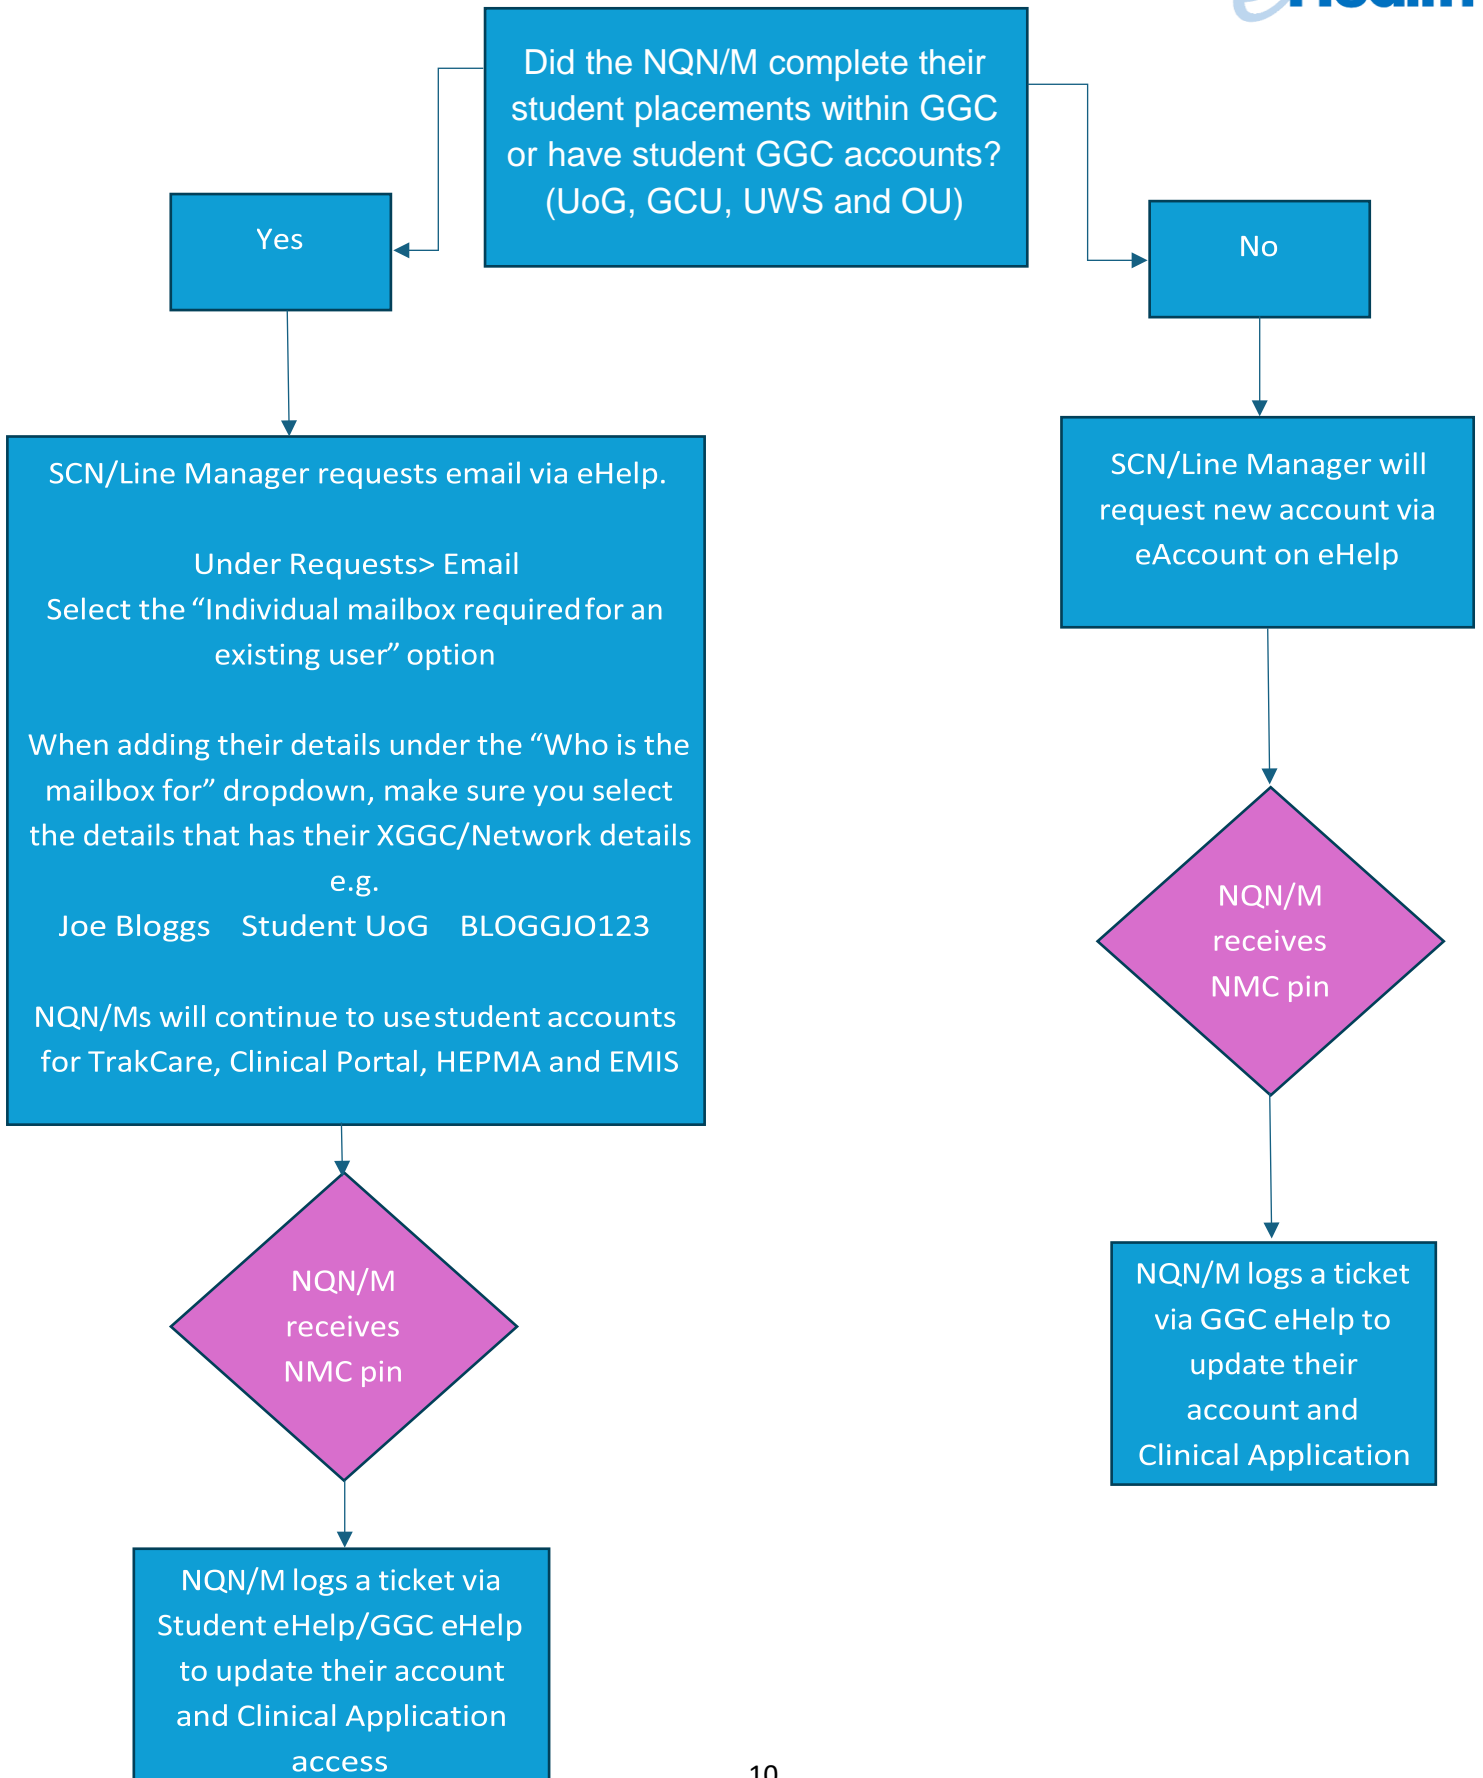 Did the NQN/M complete their
student placements within GGC
or have student GGC accounts?
(UoG, GCU, UWS and OU)
Yes
No
SCN/Line Manager requests email via eHelp.
Under Requests> Email
Select the “Individual mailbox required for an
existing user” option
When adding their details under the “Who is the
mailbox for” dropdown, make sure you select
the details that has their XGGC/Network details
e.g.
Joe Bloggs Student UoG BLOGGJO123
NQN/Ms will continue to use student accounts
for TrakCare, Clinical Portal, HEPMA and EMIS
SCN/Line Manager will
request new account via
eAccount on eHelp
NQN/M
receives
NMC pin
NQN/M logs a ticket
via GGC eHelp to
update their
account and
Clinical Application
NQN/M
receives
NMC pin
NQN/M logs a ticket via
Student eHelp/GGC eHelp
to update their account
and Clinical Application
access
10